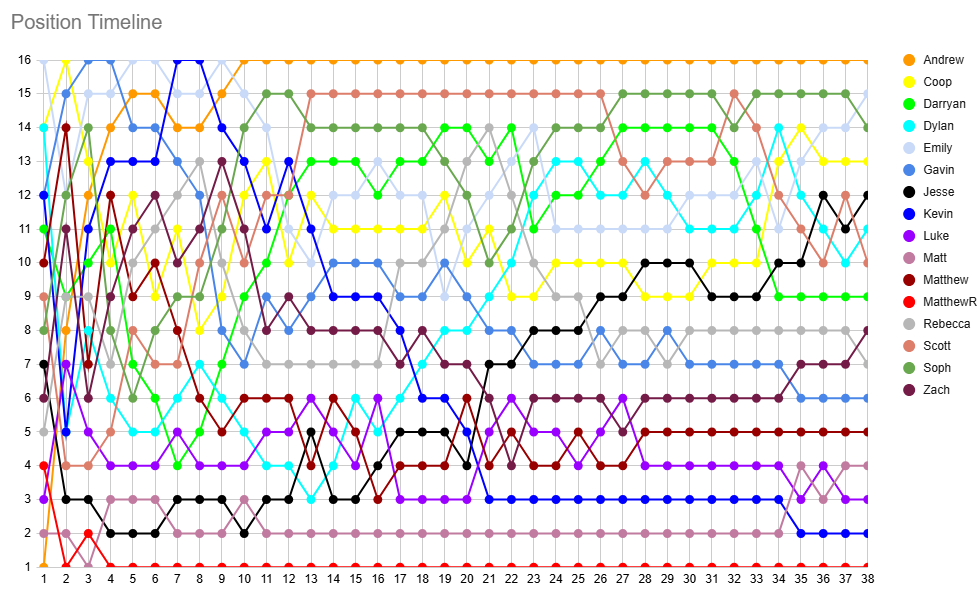 Position Timeline
16
15
14
13
12
11
10
9
8
7
6
5
4
3
2
1
1 2 3 4 5 6 7 8 9 10 11 12 13 14 15 16 17 18 19 20 21 22 23 24 25 26 27 28 29 30 31 32 33 34 35 36 37 38
Andrew
Coop
Darryan
Dylan
Emily
Gavin
Jesse
Kevin
Luke
Matt
Matthew
MatthewR
Rebecca
Scott
Soph
Zach